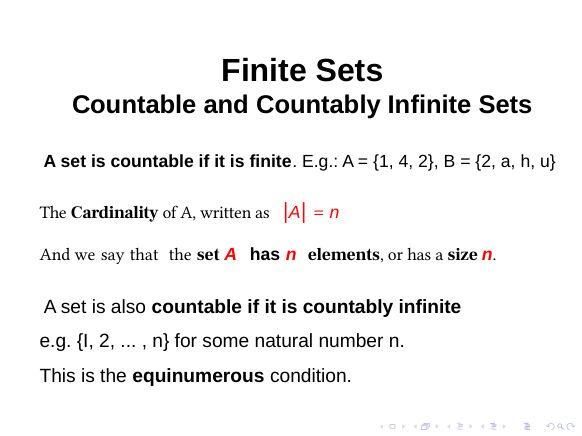 Finite Sets
Countable and Countably Infinite Sets
A set is countable if it is finite. E.g.: A = {1, 4, 2}, B = {2, a, h, u}
The Cardinality of A, written as |A| = n
And we say that the set A has n elements, or has a size n.
A set is also countable if it is countably infinite
e.g. {I, 2, ... , n} for some natural number n.
This is the equinumerous condition.